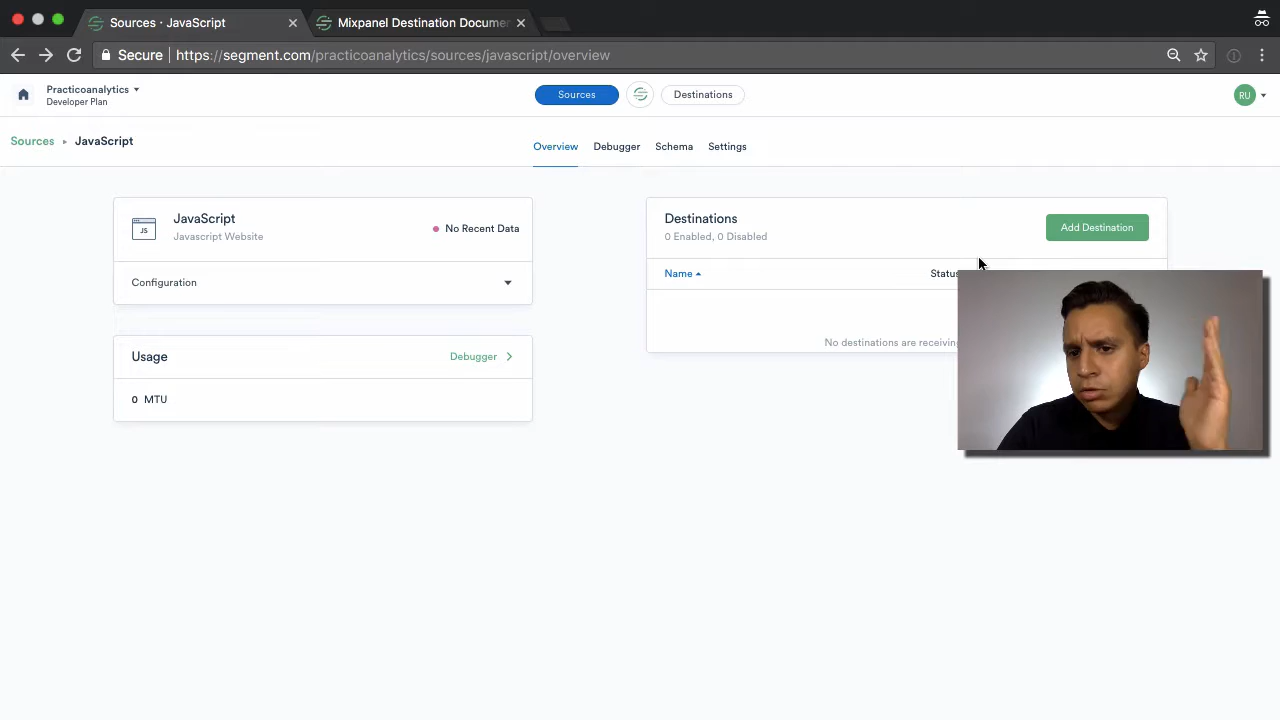 Sources · JavaScript
Mixpanel Destination Docume
Secure
https://segment.com/practicoanalytics/sources/javascript/overview
Practicoanalytics
Developer Plan
Sources
Destinations
RU
Sources ▸ JavaScript
Overview
Debugger
Schema
Settings
JS
JavaScript
Javascript Website
No Recent Data
Configuration
Usage
Debugger
0 MTU
Destinations
0 Enabled, 0 Disabled
Add Destination
Name
Status
No destinations are receiving